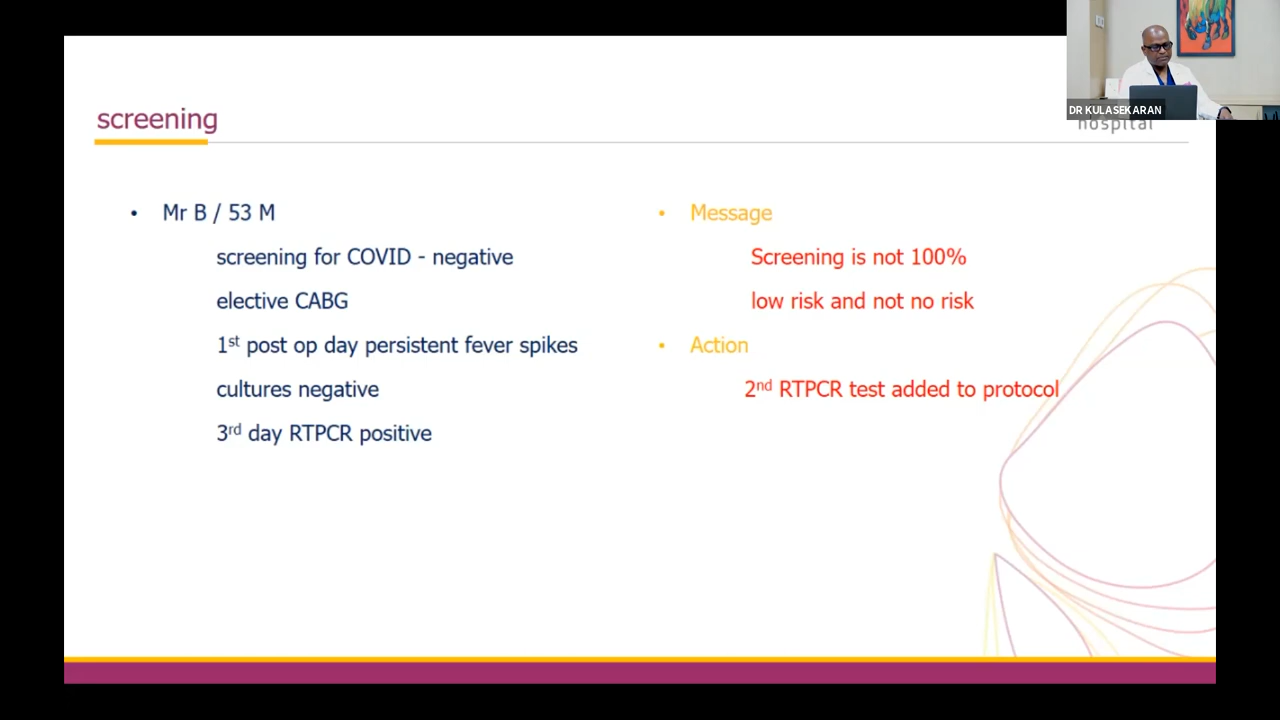 DR KULASEKARAN
hospital
screening
• Mr B / 53 M
screening for COVID - negative
elective CABG
1st post op day persistent fever spikes
cultures negative
3rd day RTPCR positive
• Message
Screening is not 100%
low risk and not no risk
• Action
2nd RTPCR test added to protocol